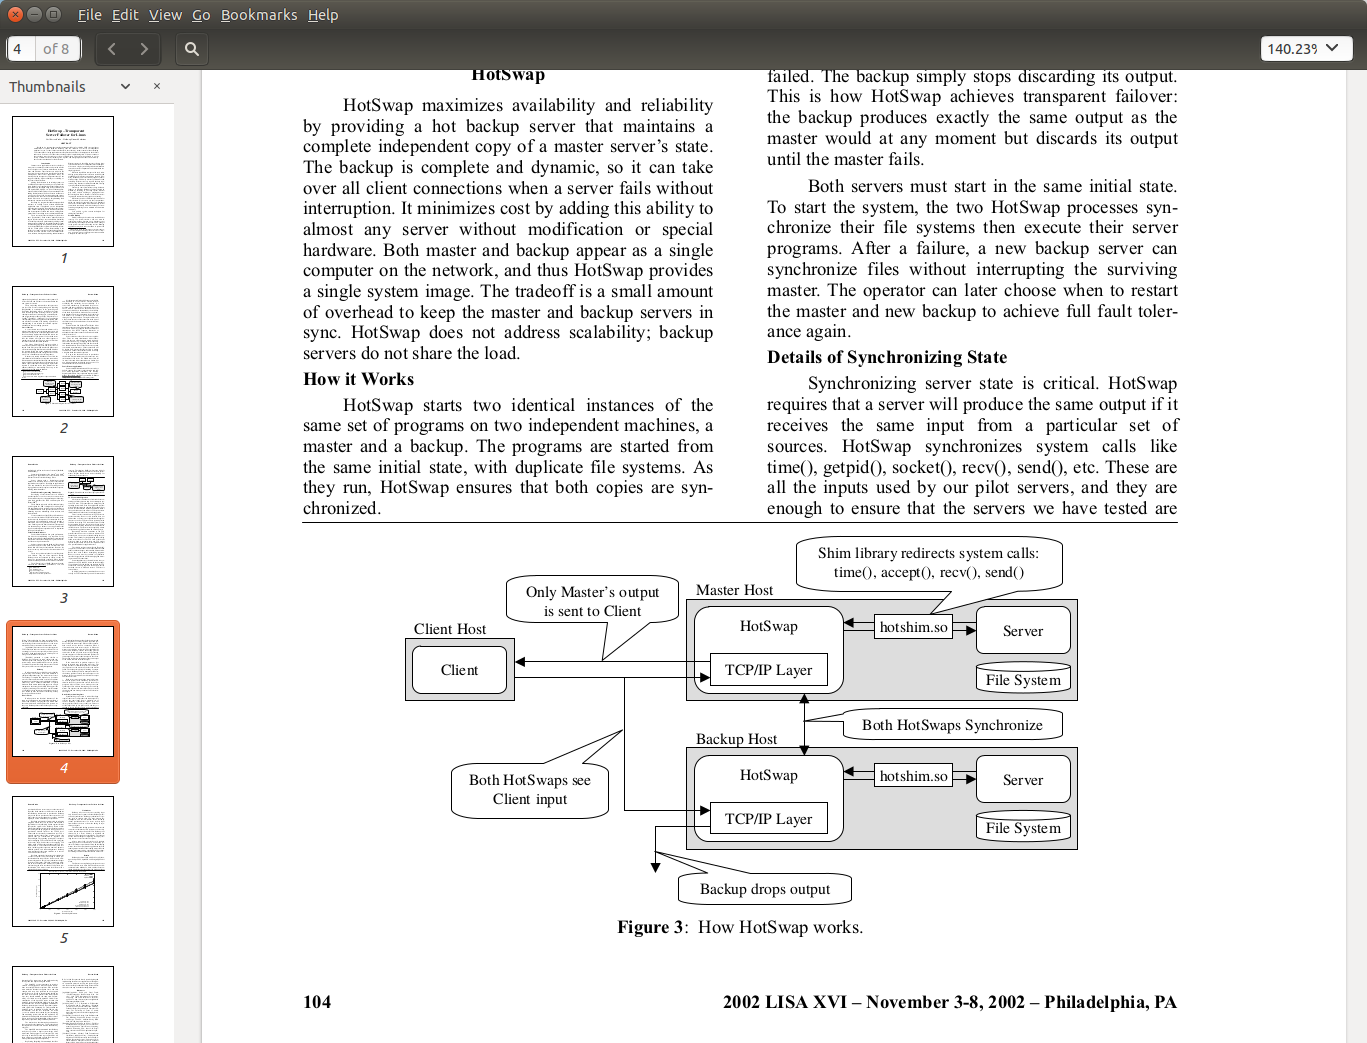 File Edit View Go Bookmarks Help
4 of 8
140.23%
Thumbnails
1
2
3
4
5
HotSwap
HotSwap maximizes availability and reliability
by providing a hot backup server that maintains a
complete independent copy of a master server's state.
The backup is complete and dynamic, so it can take
over all client connections when a server fails without
interruption. It minimizes cost by adding this ability to
almost any server without modification or special
hardware. Both master and backup appear as a single
computer on the network, and thus HotSwap provides
a single system image. The tradeoff is a small amount
of overhead to keep the master and backup servers in
sync. HotSwap does not address scalability; backup
servers do not share the load.
How it Works
HotSwap starts two identical instances of the
same set of programs on two independent machines, a
master and a backup. The programs are started from
the same initial state, with duplicate file systems. As
they run, HotSwap ensures that both copies are syn-
chronized.
failed. The backup simply stops discarding its output.
This is how HotSwap achieves transparent failover:
the backup produces exactly the same output as the
master would at any moment but discards its output
until the master fails.
Both servers must start in the same initial state.
To start the system, the two HotSwap processes syn-
chronize their file systems then execute their server
programs. After a failure, a new backup server can
synchronize files without interrupting the surviving
master. The operator can later choose when to restart
the master and new backup to achieve full fault toler-
ance again.
Details of Synchronizing State
Synchronizing server state is critical. HotSwap
requires that a server will produce the same output if it
receives the same input from a particular set of
sources. HotSwap synchronizes system calls like
time(), getpid(), socket(), recv(), send(), etc. These are
all the inputs used by our pilot servers, and they are
enough to ensure that the servers we have tested are
Shim library redirects system calls:
time(), accept(), recv(), send()
Only Master's output
is sent to Client
Master Host
HotSwap
hotshim.so
Server
Client Host
Client
TCP/IP Layer
File System
Both HotSwaps Synchronize
Backup Host
HotSwap
hotshim.so
Server
Both HotSwaps see
Client input
TCP/IP Layer
File System
Backup drops output
Figure 3: How HotSwap works.
104
2002 LISA XVI – November 3-8, 2002 – Philadelphia, PA